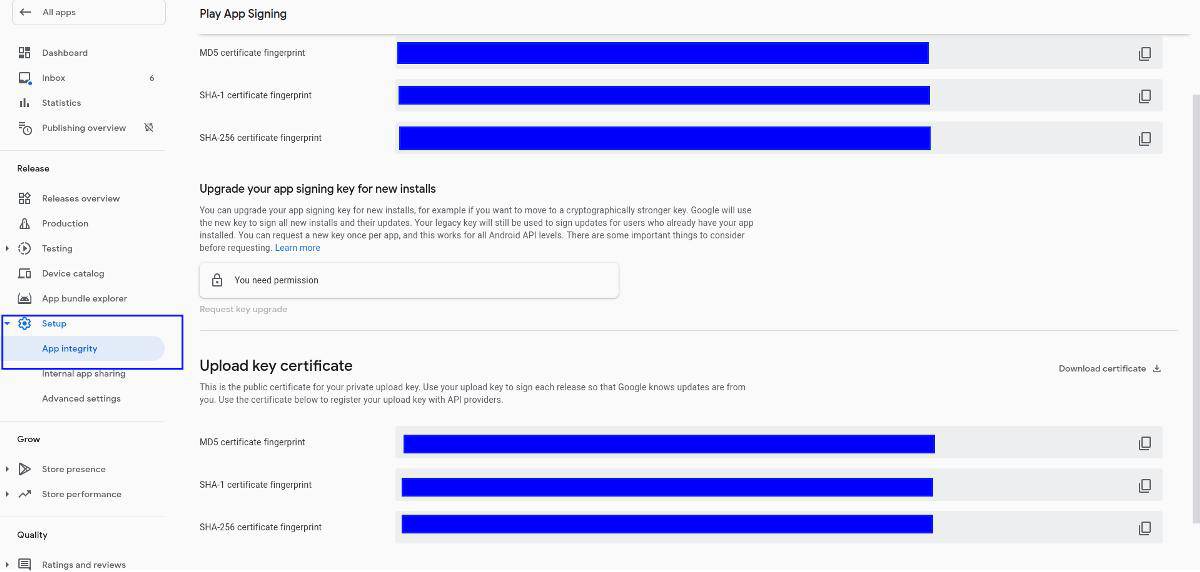 All apps
Dashboard
Inbox 6
Statistics
Publishing overview
Release
Releases overview
Production
Testing
Device catalog
App bundle explorer
Setup
App integrity
Internal app sharing
Advanced settings
Grow
Store presence
Store performance
Quality
Ratings and reviews
Play App Signing
MD5 certificate fingerprint
SHA-1 certificate fingerprint
SHA-256 certificate fingerprint
Upgrade your app signing key for new installs
You can upgrade your app signing key for new installs, for example if you want to move to a cryptographically stronger key. Google will use
the new key to sign all new installs and their updates. Your legacy key will still be used to sign updates for users who already have your app
installed. You can request a new key once per app, and this works for all Android API levels. There are some important things to consider
before requesting. Learn more
You need permission
Request key upgrade
Upload key certificate
Download certificate
This is the public certificate for your private upload key. Use your upload key to sign each release so that Google knows updates are from
you. Use the certificate below to register your upload key with API providers.
MD5 certificate fingerprint
SHA-1 certificate fingerprint
SHA-256 certificate fingerprint